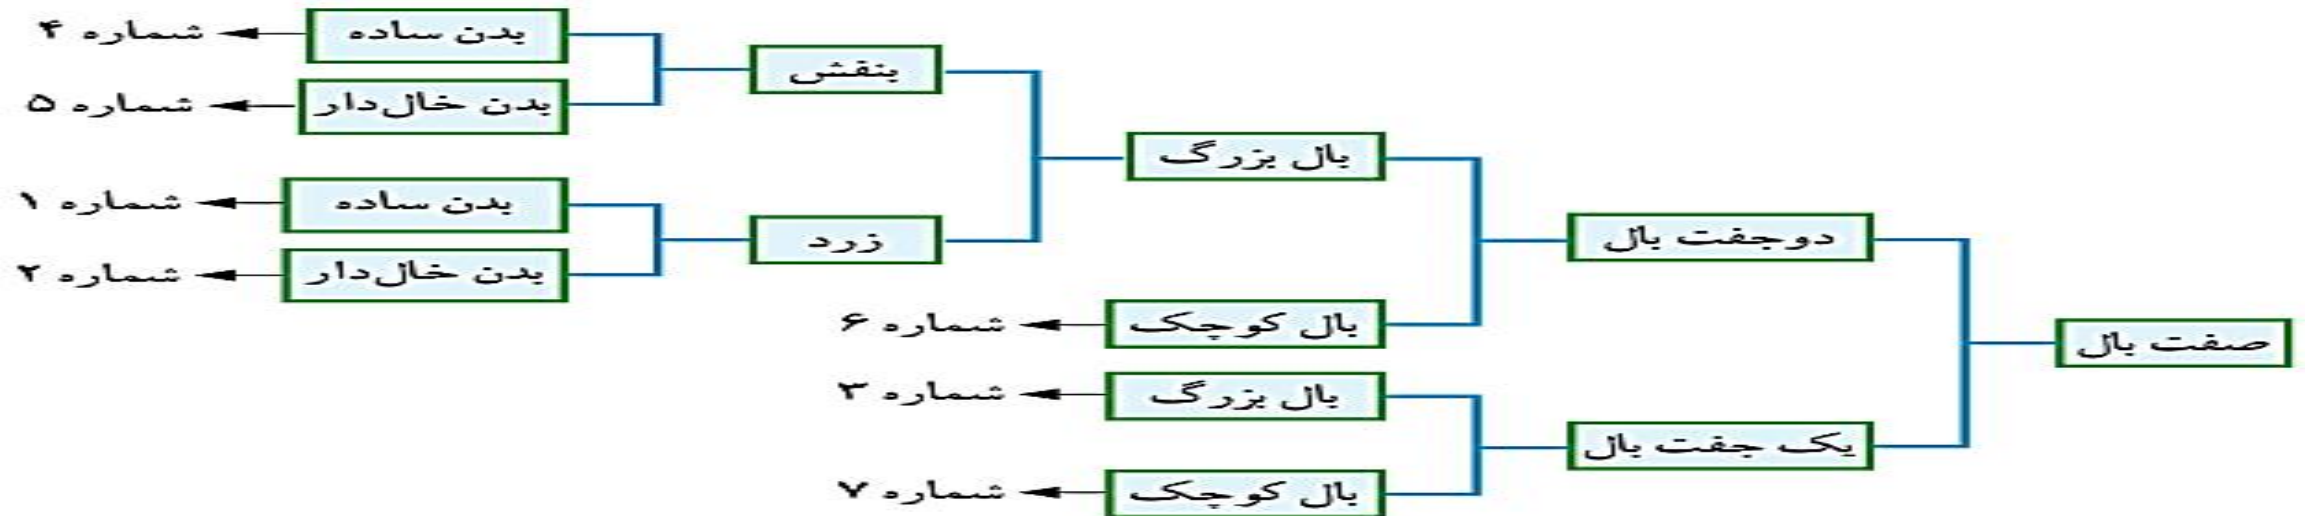 صفت بال
دوجفت بال
بال بزرگ
بنفش
بدن ساده
شماره ۴
بدن خال‌دار
شماره ۵
زرد
بدن ساده
شماره ۱
بدن خال‌دار
شماره ۲
بال کوچک
شماره ۶
یک جفت بال
بال بزرگ
شماره ۳
بال کوچک
شماره ۷